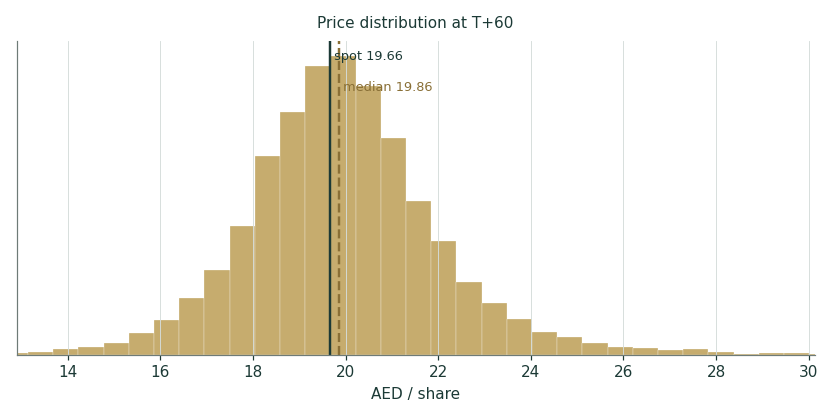 Price distribution at T+60
spot 19.66
median 19.86
14 16 18 20 22 24 26 28 30
AED / share